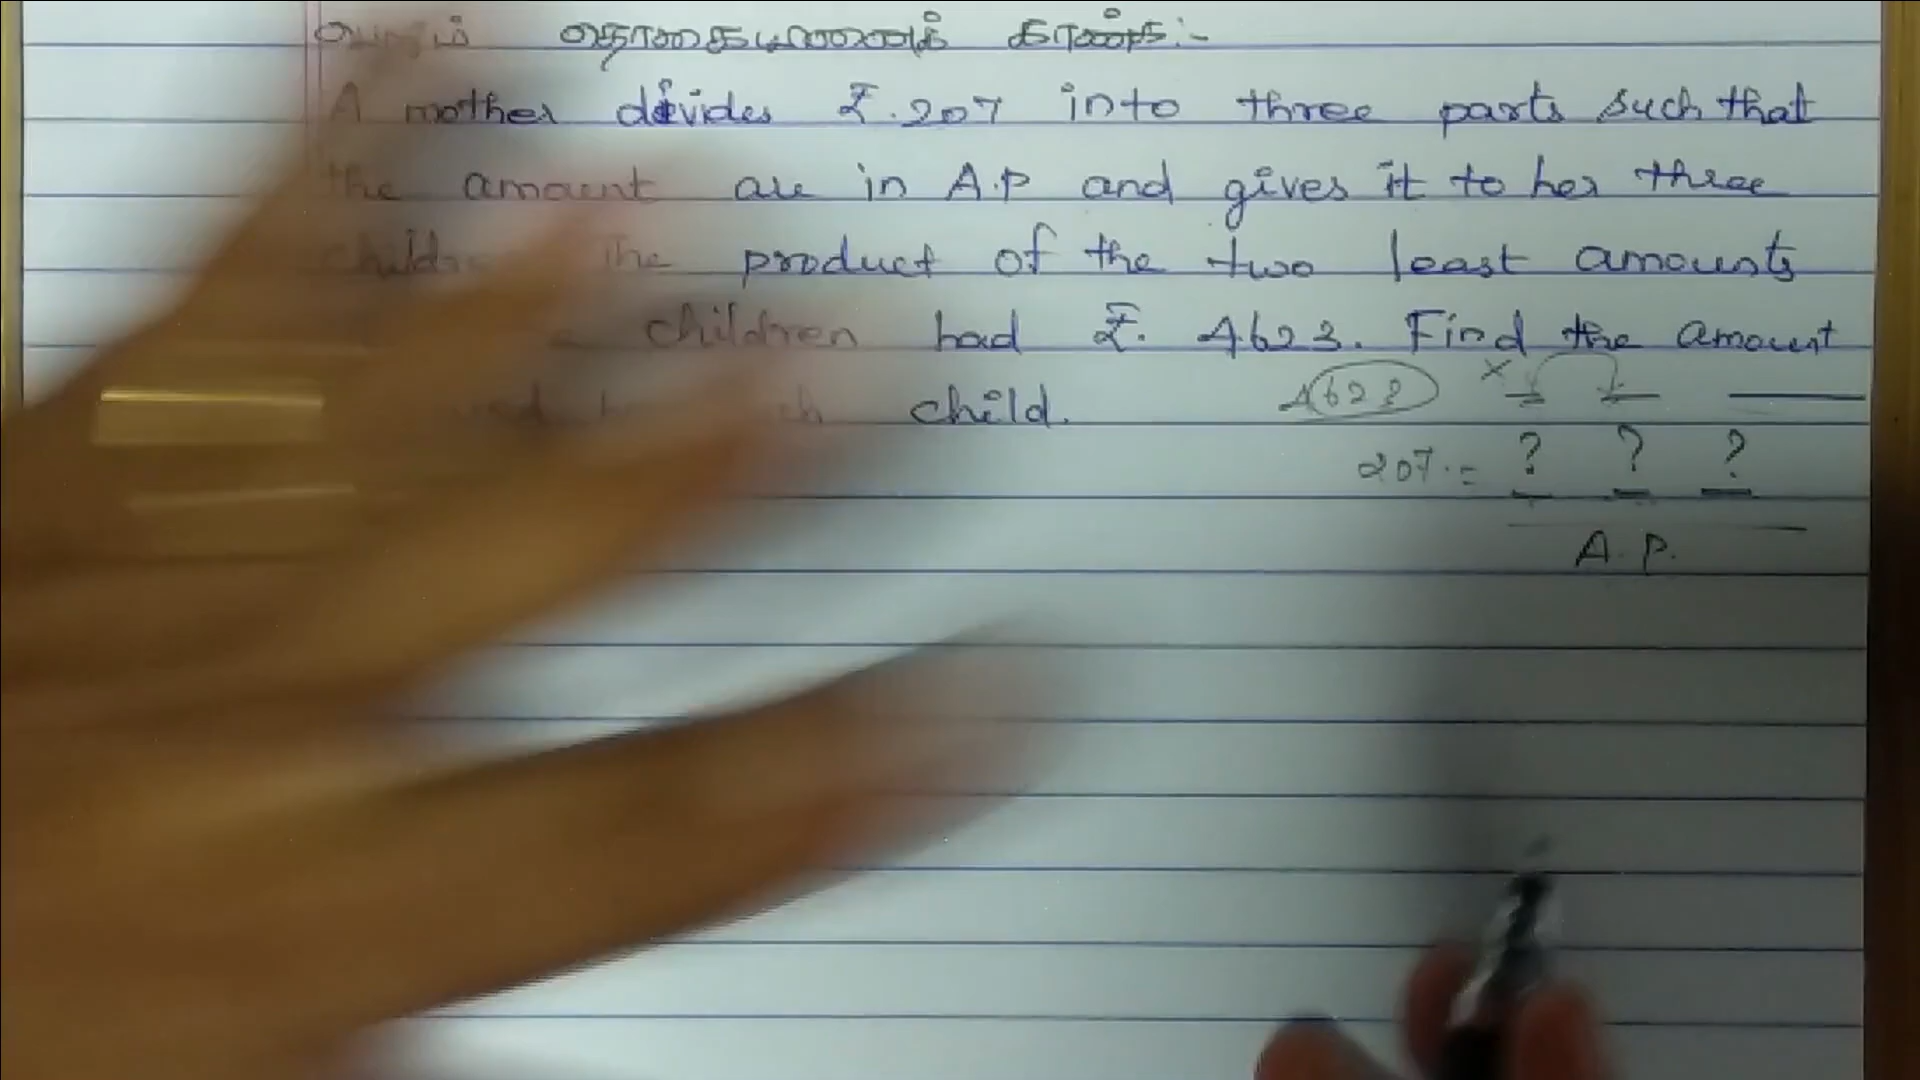 தொகையினைக் காண்க:-
A mother divides ₹.207 into three parts such that
the amount are in A.P and gives it to her three
The product of the two least amounts
children had ₹. 4623. Find the amount
child. 4623 ×
207.= ? ? ?
A.P.